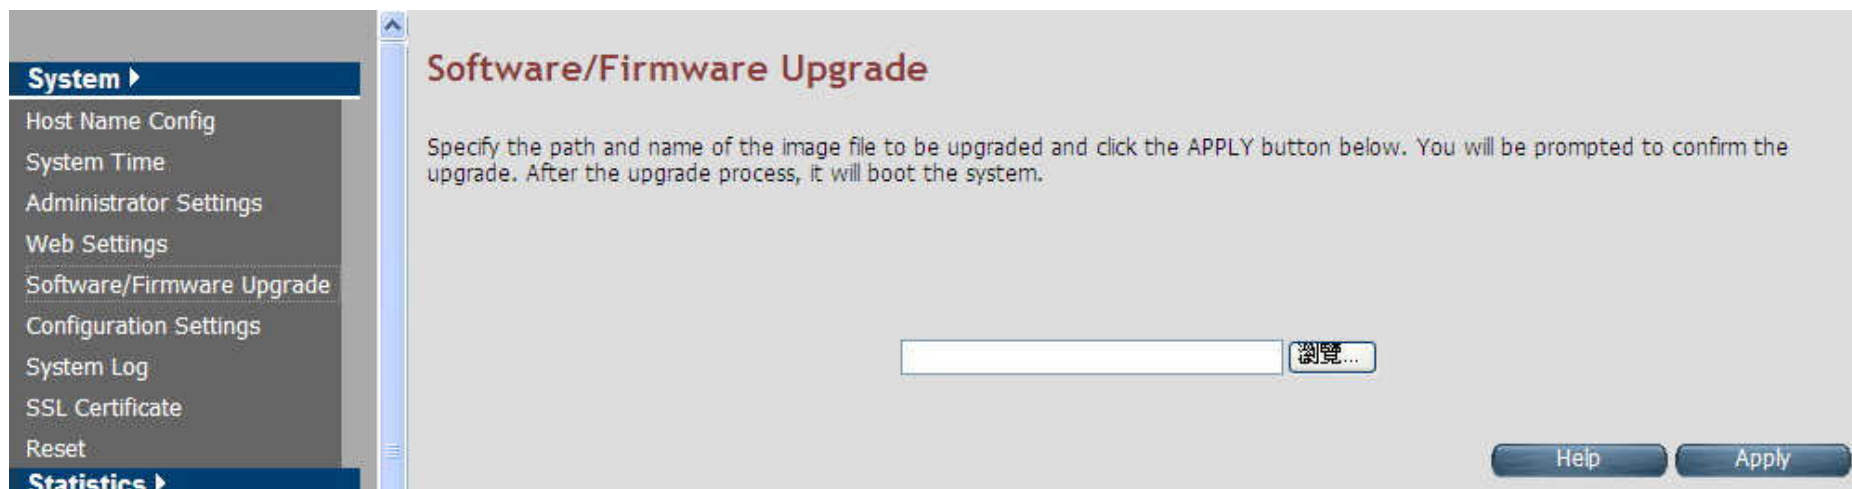 System
Host Name Config
System Time
Administrator Settings
Web Settings
Software/Firmware Upgrade
Configuration Settings
System Log
SSL Certificate
Reset
Statistics
Software/Firmware Upgrade
Specify the path and name of the image file to be upgraded and click the APPLY button below. You will be prompted to confirm the
upgrade. After the upgrade process, it will boot the system.
瀏覽...
Help
Apply